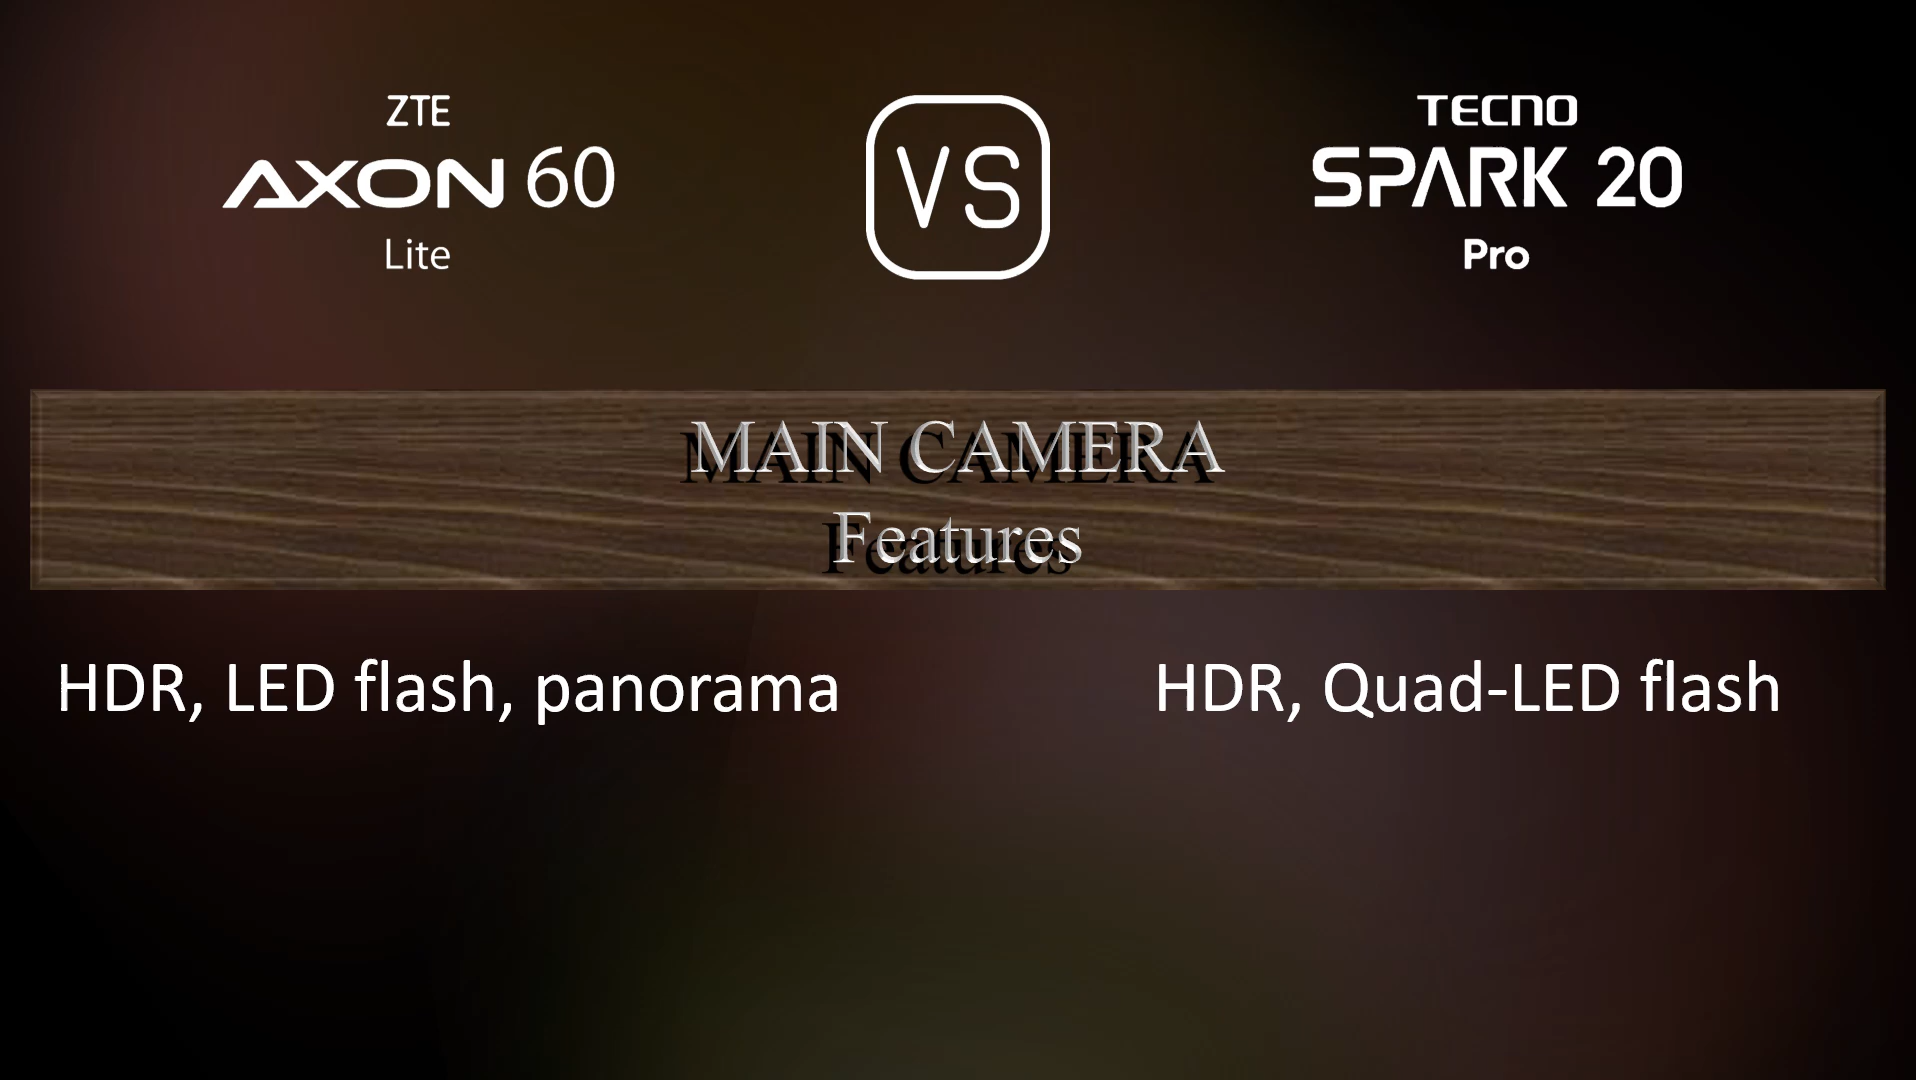 ZTE
AXON 60
Lite
VS
TECNO
SPARK 20
Pro
MAIN CAMERA
Features
HDR, LED flash, panorama
HDR, Quad-LED flash